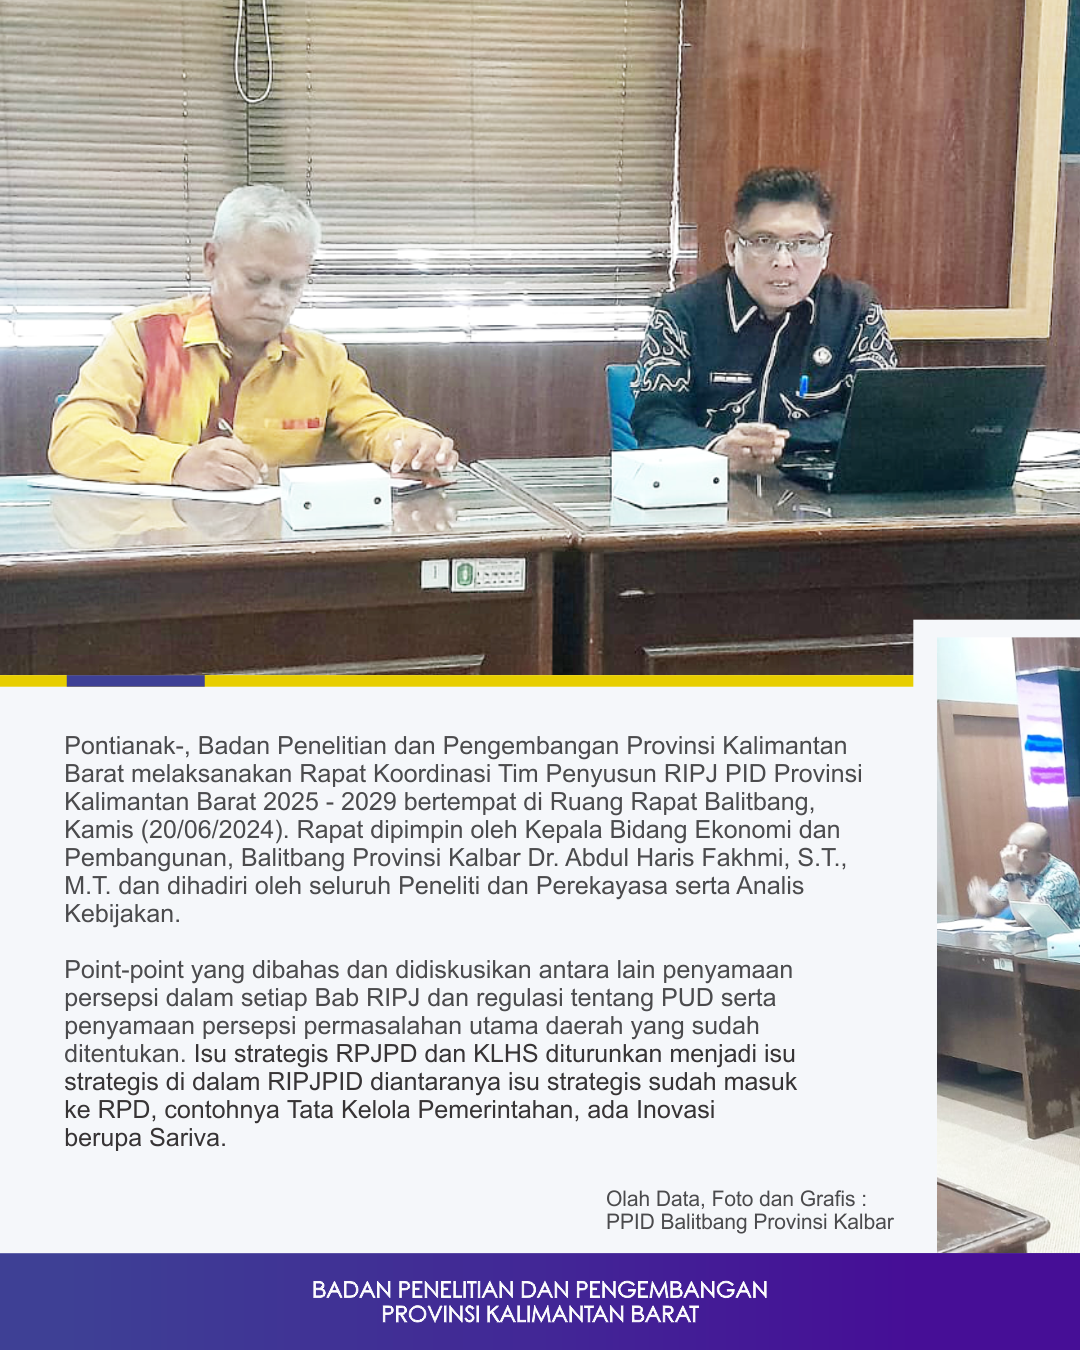 ASUS
Pontianak-, Badan Penelitian dan Pengembangan Provinsi Kalimantan
Barat melaksanakan Rapat Koordinasi Tim Penyusun RIPJ PID Provinsi
Kalimantan Barat 2025 - 2029 bertempat di Ruang Rapat Balitbang,
Kamis (20/06/2024). Rapat dipimpin oleh Kepala Bidang Ekonomi dan
Pembangunan, Balitbang Provinsi Kalbar Dr. Abdul Haris Fakhmi, S.T.,
M.T. dan dihadiri oleh seluruh Peneliti dan Perekayasa serta Analis
Kebijakan.
Point-point yang dibahas dan didiskusikan antara lain penyamaan
persepsi dalam setiap Bab RIPJ dan regulasi tentang PUD serta
penyamaan persepsi permasalahan utama daerah yang sudah
ditentukan. Isu strategis RPJPD dan KLHS diturunkan menjadi isu
strategis di dalam RIPJPID diantaranya isu strategis sudah masuk
ke RPD, contohnya Tata Kelola Pemerintahan, ada Inovasi
berupa Sariva.
Olah Data, Foto dan Grafis :
PPID Balitbang Provinsi Kalbar
BADAN PENELITIAN DAN PENGEMBANGAN
PROVINSI KALIMANTAN BARAT